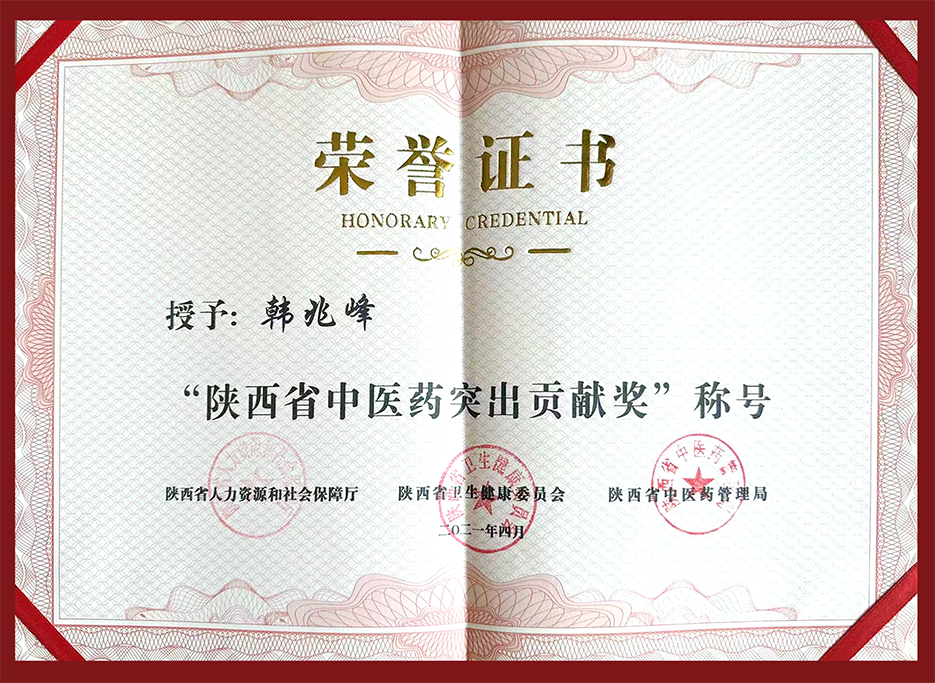 荣誉证书
HONORARY CREDENTIAL
授予: 韩兆峰
“陕西省中医药突出贡献奖”称号
陕西省人力资源和社会保障厅 陕西省卫生健康委员会 陕西省中医药管理局
二〇二一年四月